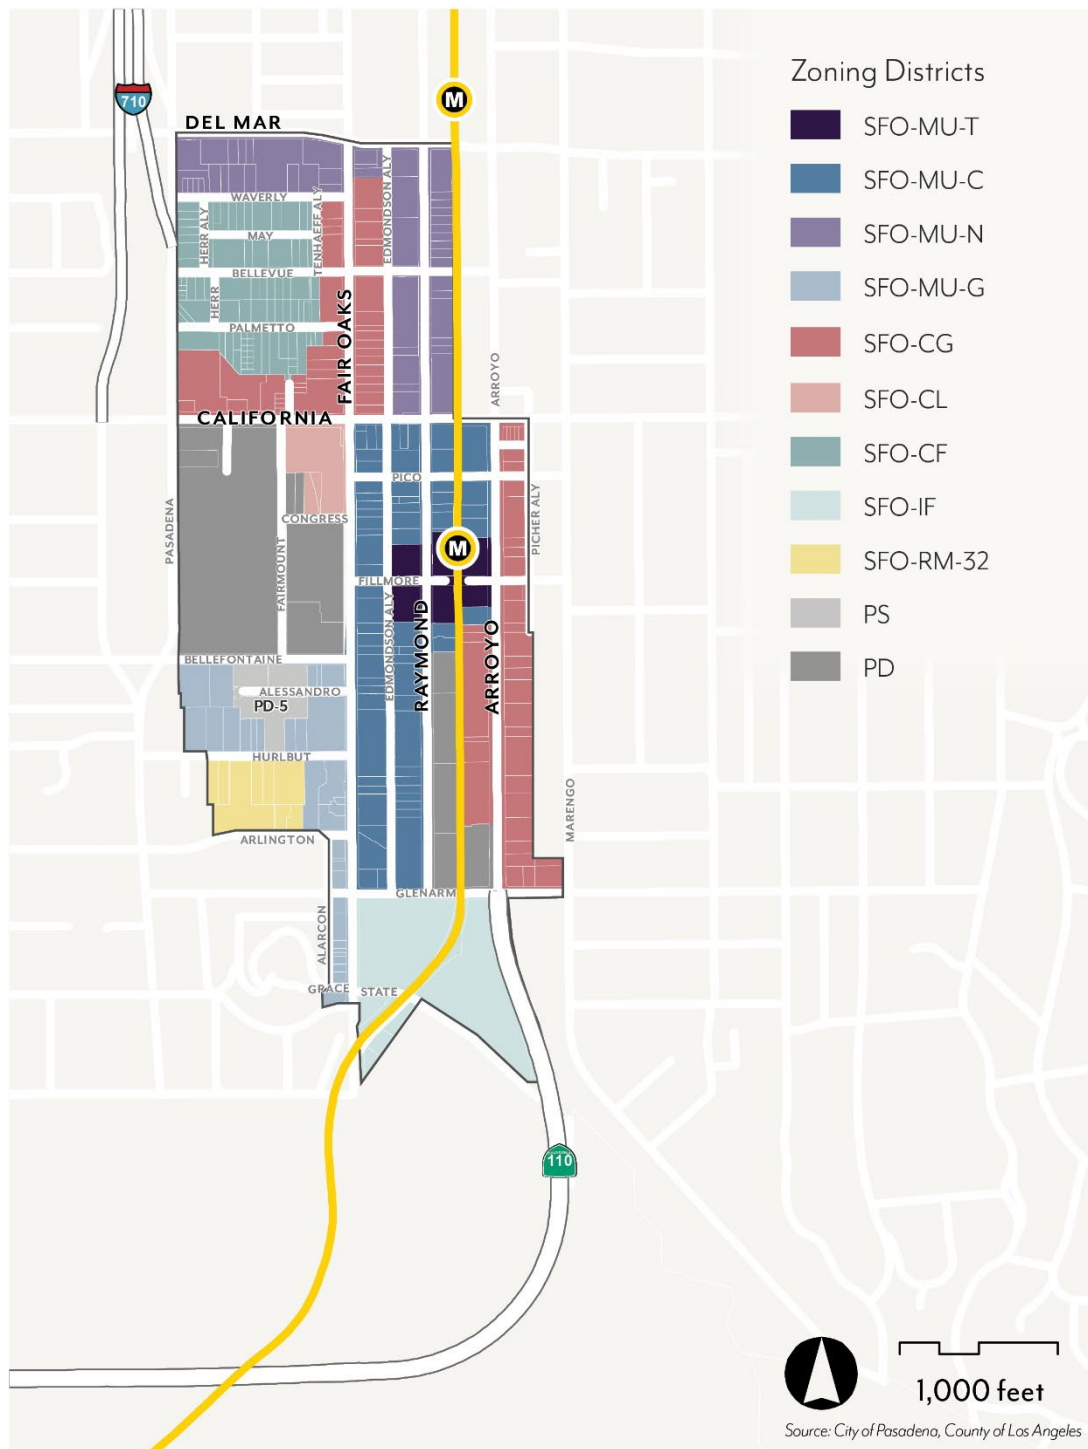 Zoning Districts
SFO-MU-T
SFO-MU-C
SFO-MU-N
SFO-MU-G
SFO-CG
SFO-CL
SFO-CF
SFO-IF
SFO-RM-32
PS
PD
710
M
DEL MAR
WAVERLY
HERR ALY
MAY
TENHAEFF ALY
EDMONDSON ALY
BELLEVUE
HERR
PALMETTO
FAIR OAKS
ARROYO
CALIFORNIA
PICO
PASADENA
CONGRESS
PICHER ALY
M
FAIRMOUNT
FILLMORE
EDMONDSON ALY
RAYMOND
ARROYO
BELLEFONTAINE
ALESSANDRO
PD-5
HURLBUT
MARENGO
ARLINGTON
GLENARM
ALARCON
GRACE
STATE
110
1,000 feet
Source: City of Pasadena, County of Los Angeles